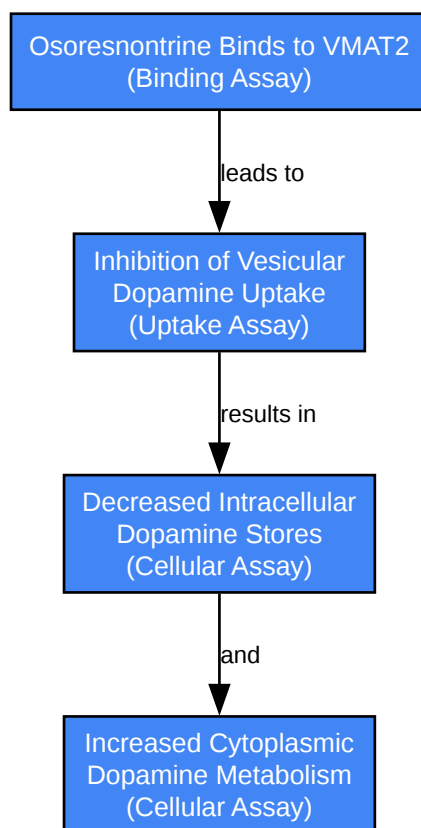 Osoresnontrine Binds to VMAT2
(Binding Assay)
leads to
Inhibition of Vesicular
Dopamine Uptake
(Uptake Assay)
results in
Decreased Intracellular
Dopamine Stores
(Cellular Assay)
and
Increased Cytoplasmic
Dopamine Metabolism
(Cellular Assay)